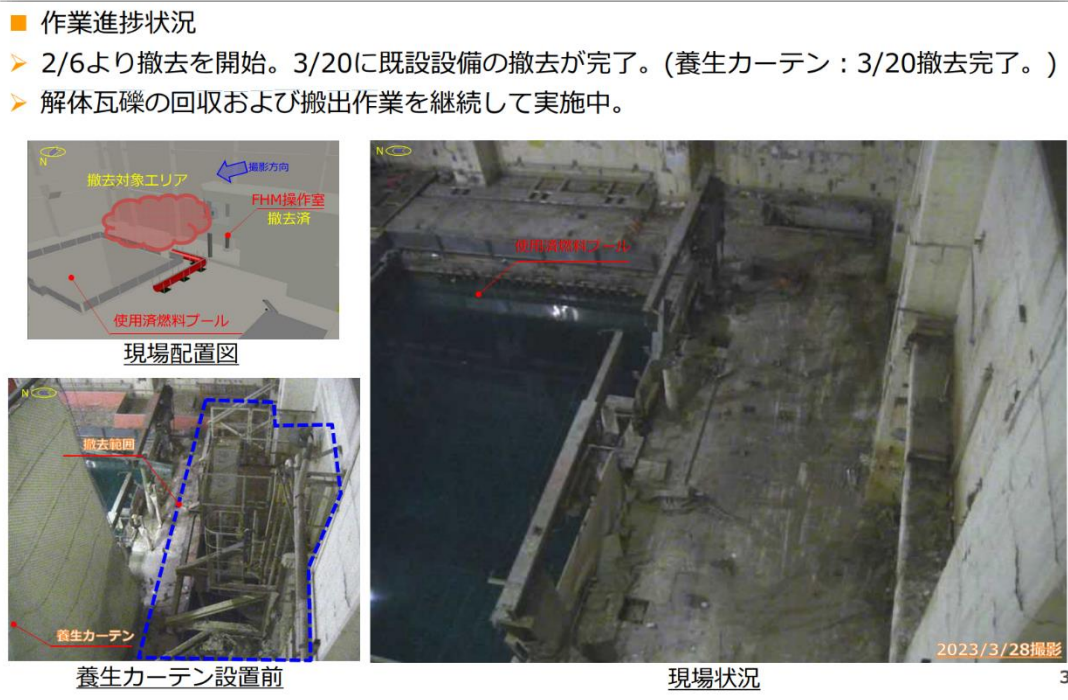 ■ 作業進捗状況
➤ 2/6より撤去を開始。3/20に既設設備の撤去が完了。(養生カーテン：3/20撤去完了。)
➤ 解体瓦礫の回収および搬出作業を継続して実施中。
N
撮影方向
撤去対象エリア
FHM操作室
撤去済
使用済燃料プール
現場配置図
N
撤去範囲
養生カーテン
養生カーテン設置前
N
使用済燃料プール
2023/3/28撮影
現場状況
3